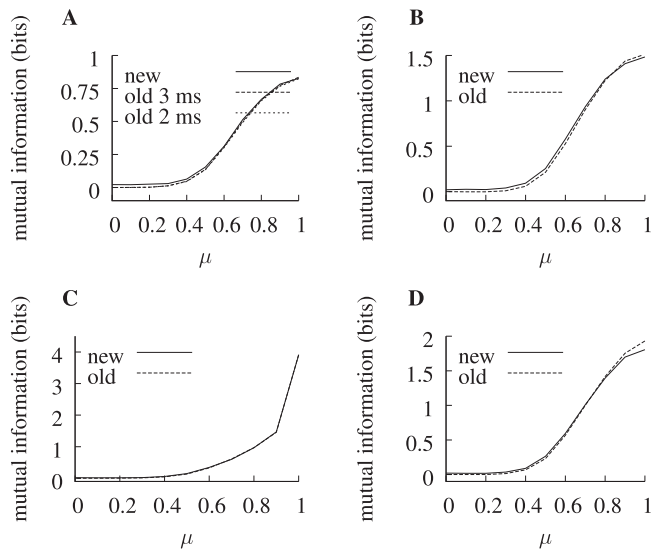 A
mutual information (bits)
1
0.75
0.5
0.25
0
new
old 3 ms
old 2 ms
0 0.2 0.4 0.6 0.8 1
μ
B
mutual information (bits)
1.5
1
0.5
0
new
old
0 0.2 0.4 0.6 0.8 1
μ
C
mutual information (bits)
4
3
2
1
0
new
old
0 0.2 0.4 0.6 0.8 1
μ
D
mutual information (bits)
2
1.5
1
0.5
0
new
old
0 0.2 0.4 0.6 0.8 1
μ